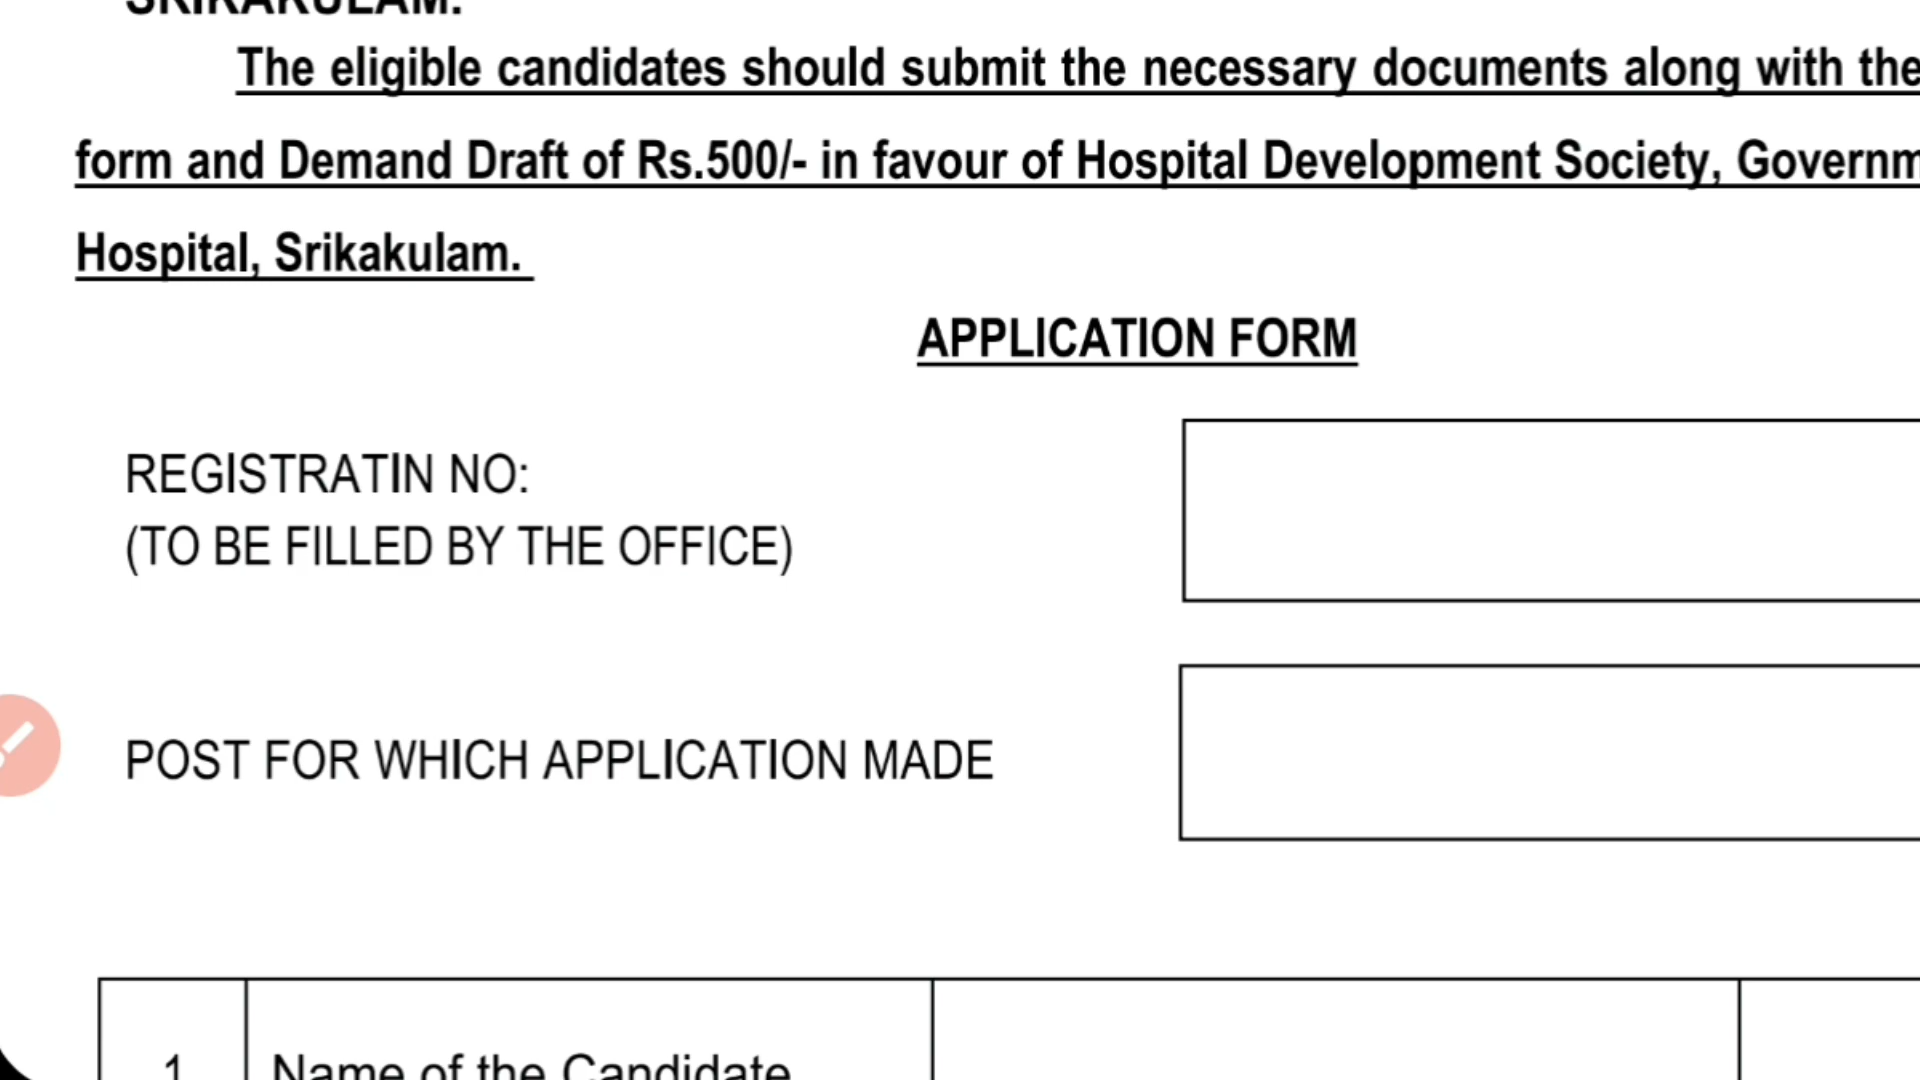 SRIKAKULAM.
The eligible candidates should submit the necessary documents along with the
form and Demand Draft of Rs.500/- in favour of Hospital Development Society, Governm
Hospital, Srikakulam.
APPLICATION FORM
REGISTRATIN NO:
(TO BE FILLED BY THE OFFICE)
POST FOR WHICH APPLICATION MADE
1 Name of the Candidate